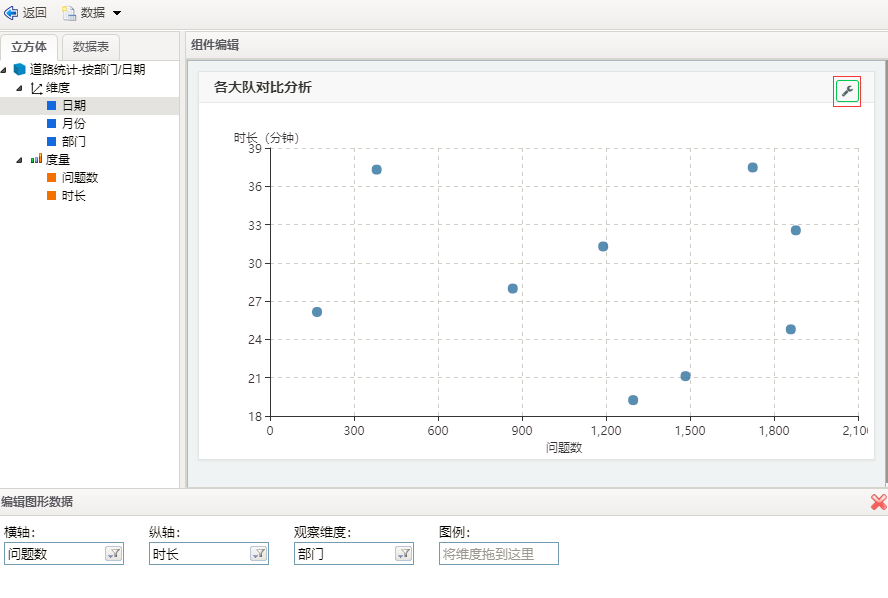 返回 数据
立方体 数据表
道路统计-按部门/日期
维度
日期
月份
部门
度量
问题数
时长
组件编辑
各大队对比分析
时长（分钟）
39
36
33
30
27
24
21
18
0 300 600 900 1,200 1,500 1,800 2,100
问题数
编辑图形数据
横轴: 纵轴: 观察维度: 图例:
问题数 时长 部门 将维度拖到这里